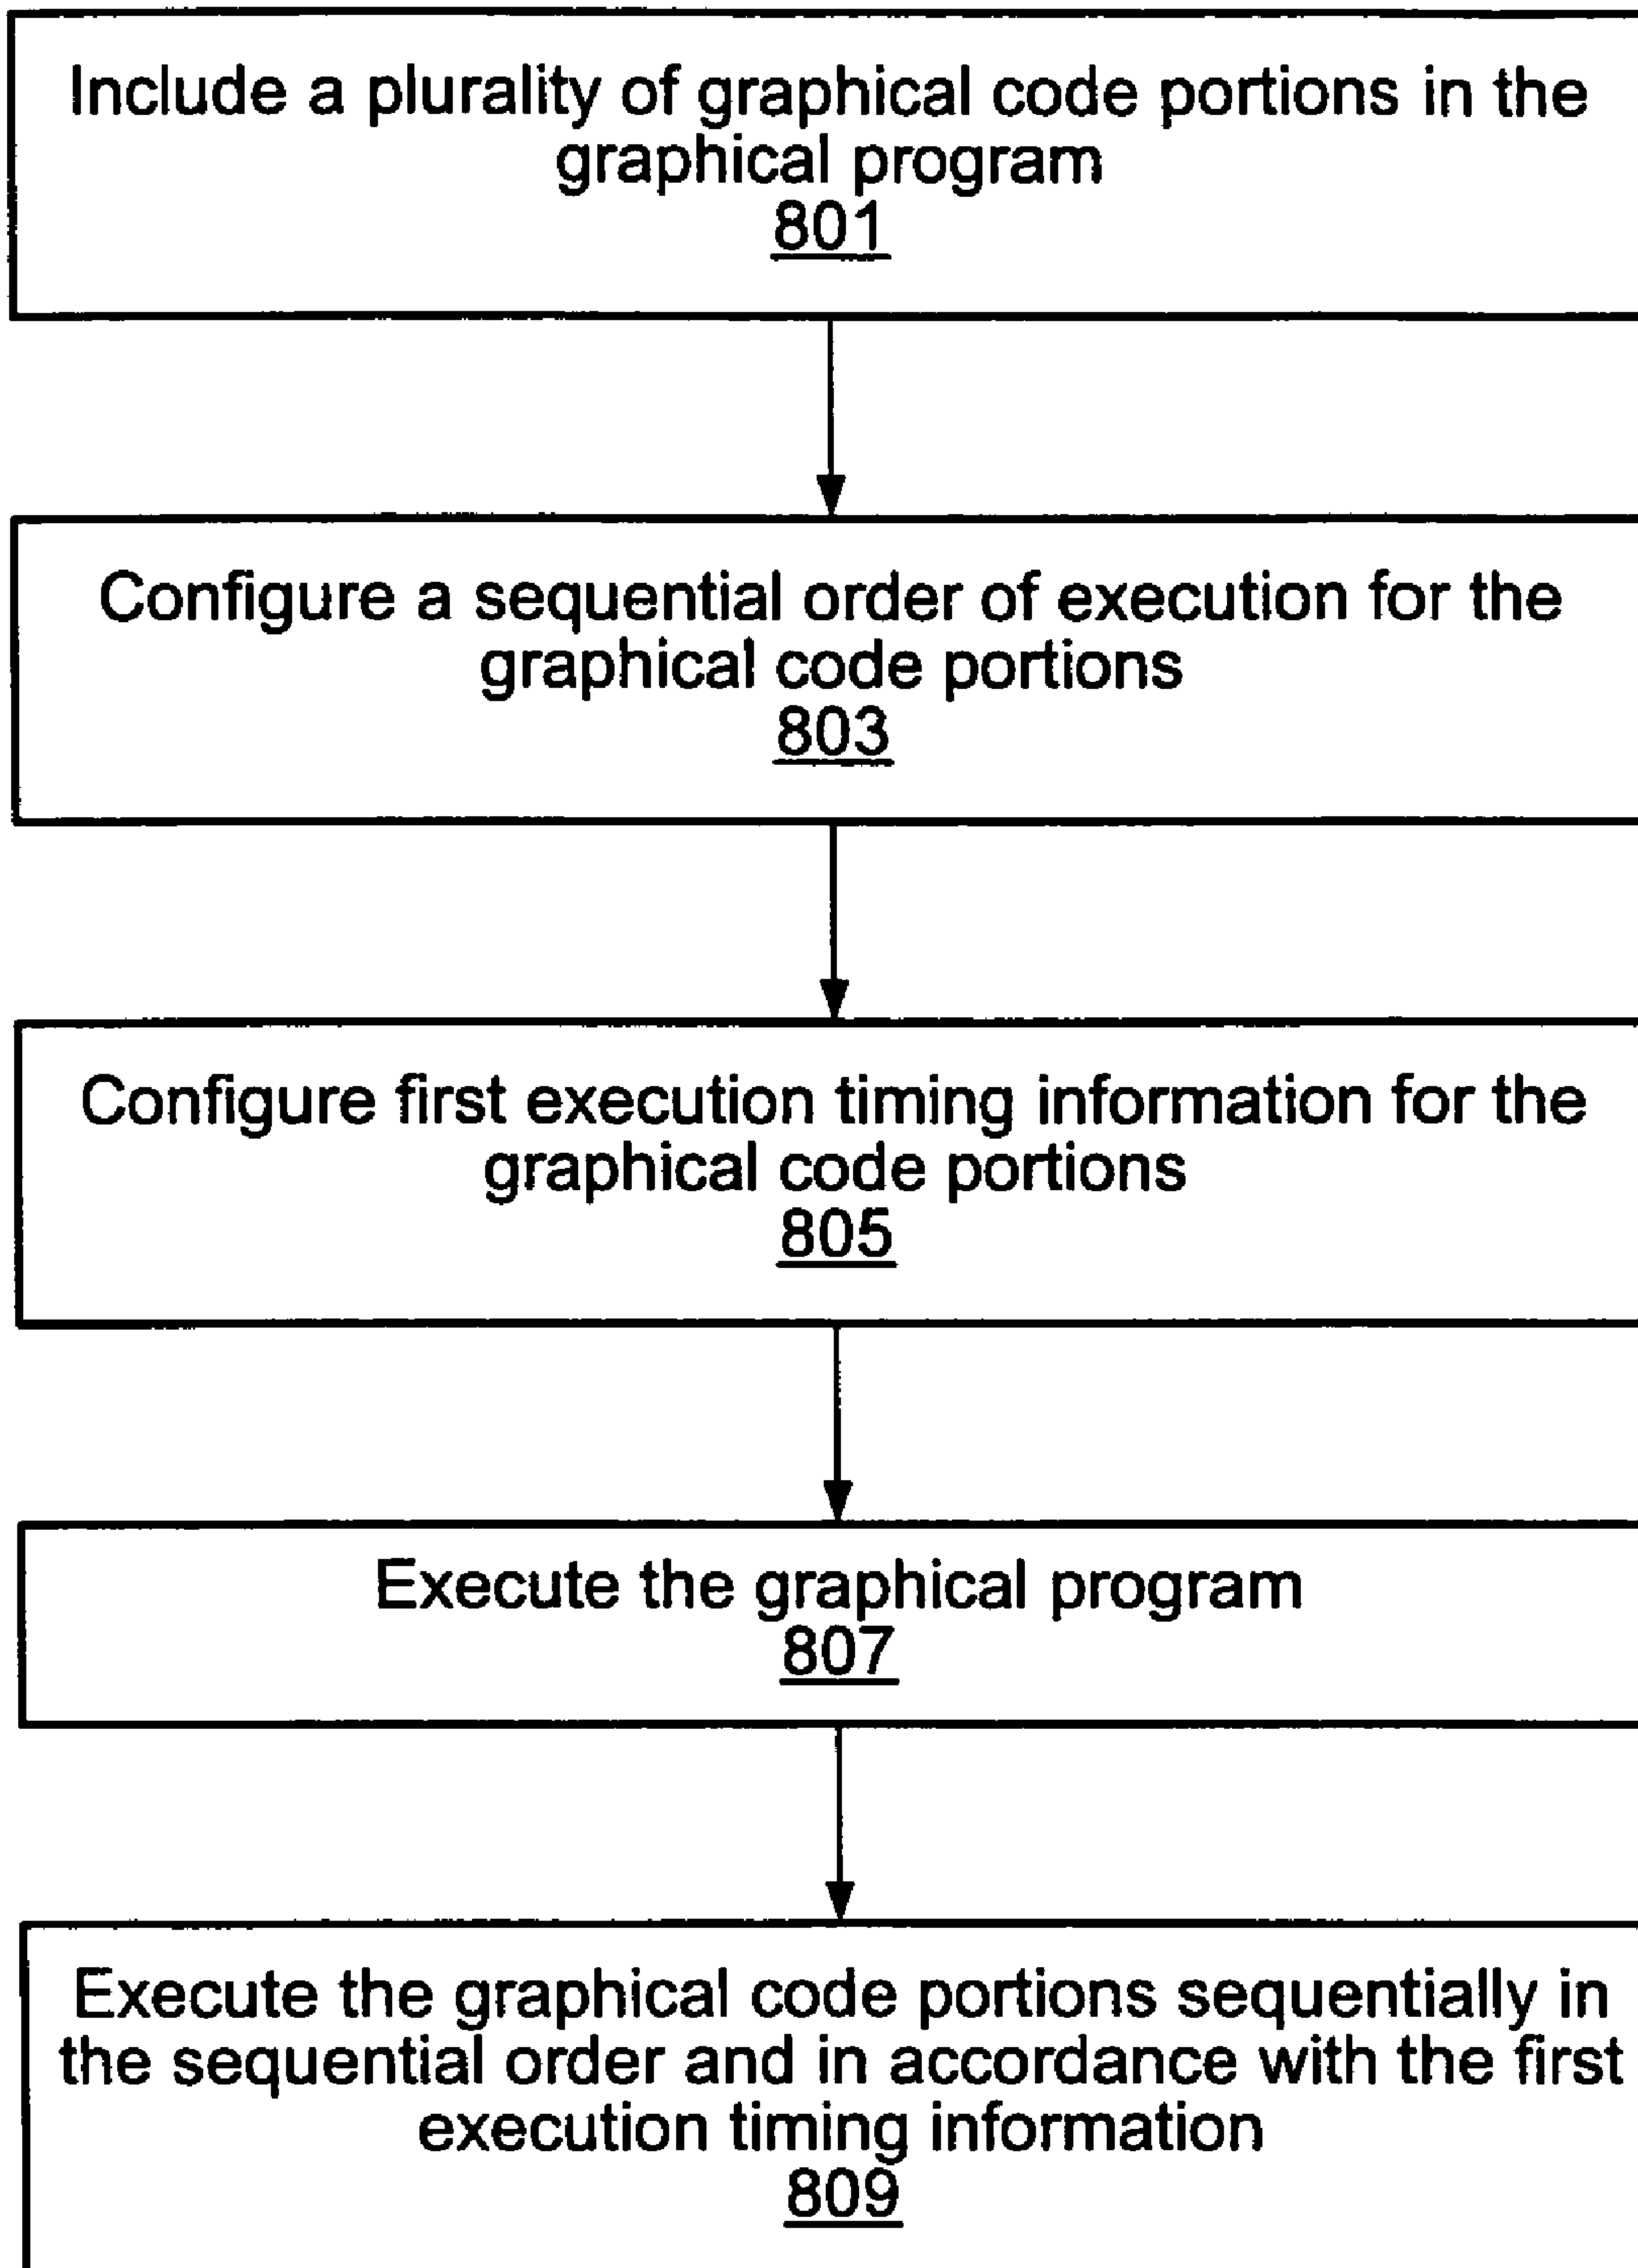 Include a plurality of graphical code portions in the
graphical program
801
Configure a sequential order of execution for the
graphical code portions
803
Configure first execution timing information for the
graphical code portions
805
Execute the graphical program
807
Execute the graphical code portions sequentially in
the sequential order and in accordance with the first
execution timing information
809